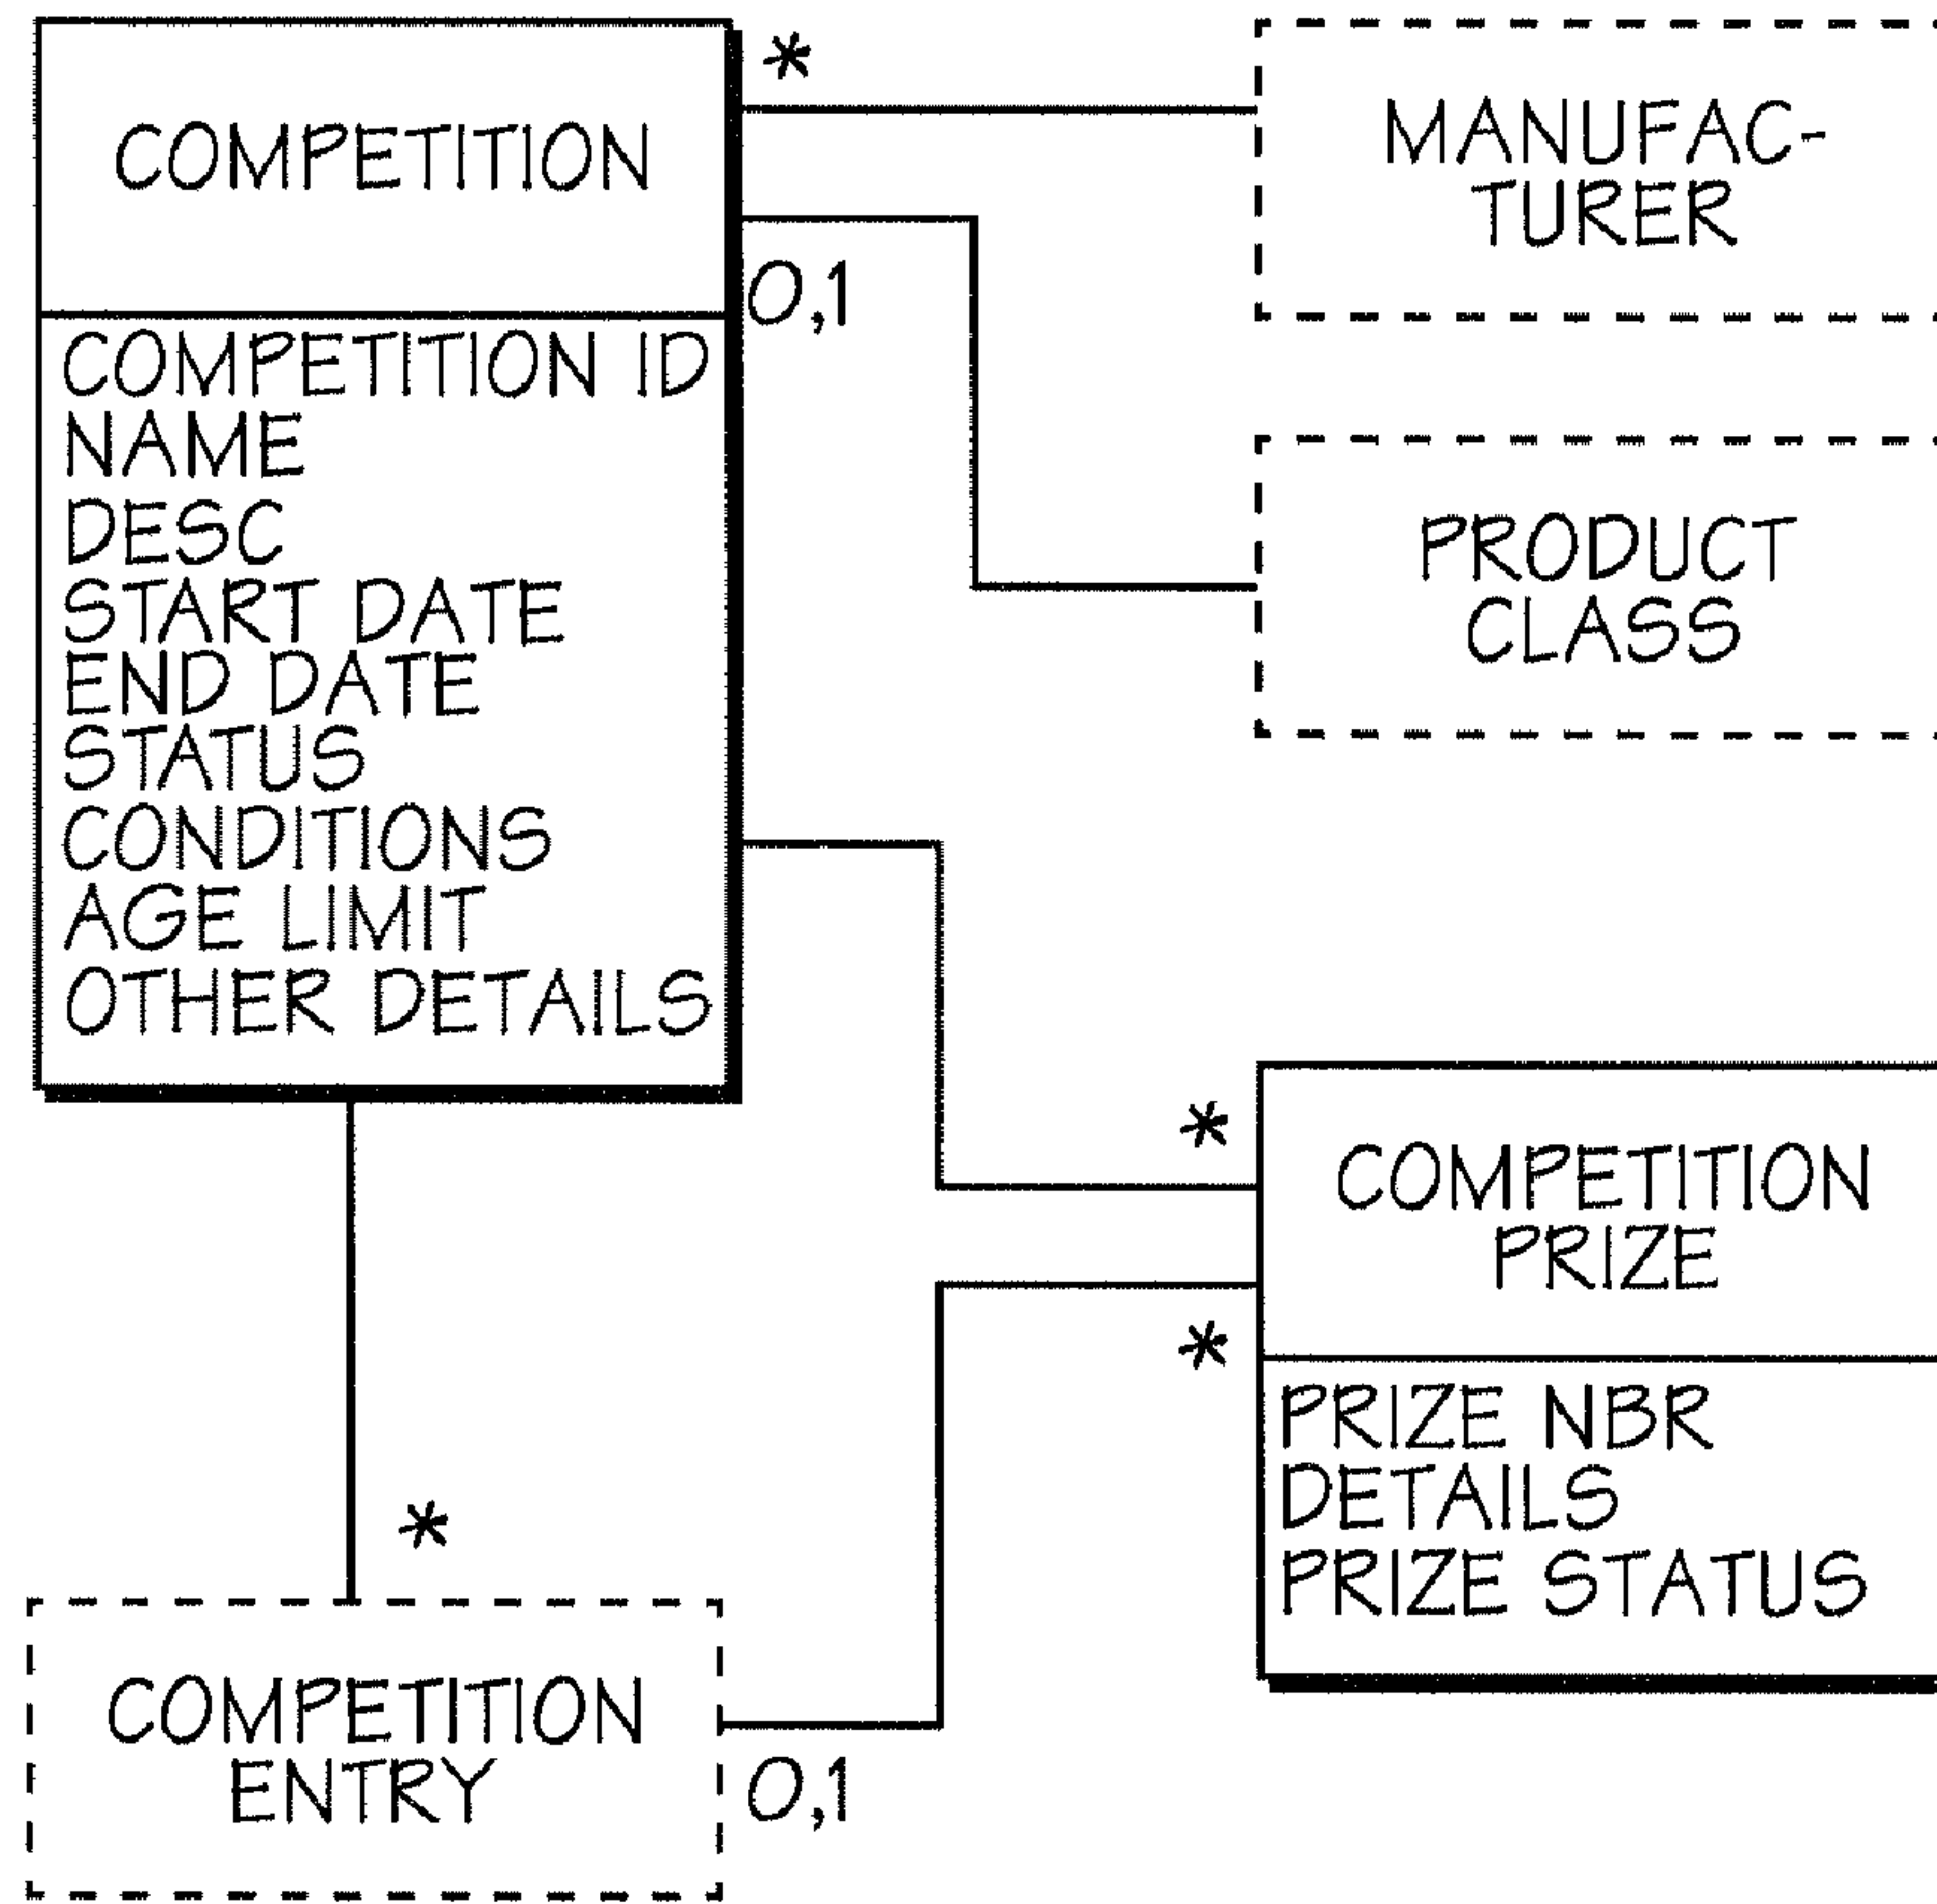 COMPETITION
COMPETITION ID
NAME
DESC
START DATE
END DATE
STATUS
CONDITIONS
AGE LIMIT
OTHER DETAILS
*
0,1
MANUFAC-
TURER
PRODUCT
CLASS
*
COMPETITION
PRIZE
*
PRIZE NBR
DETAILS
PRIZE STATUS
*
COMPETITION
ENTRY
0,1